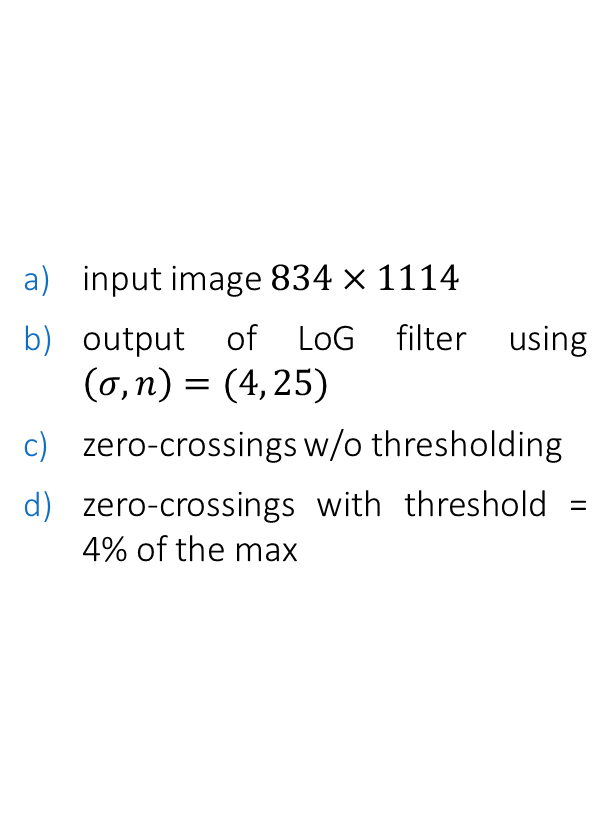 a) input image 834 × 1114
b) output of LoG filter using
(σ, n) = (4, 25)
c) zero-crossings w/o thresholding
d) zero-crossings with threshold =
4% of the max